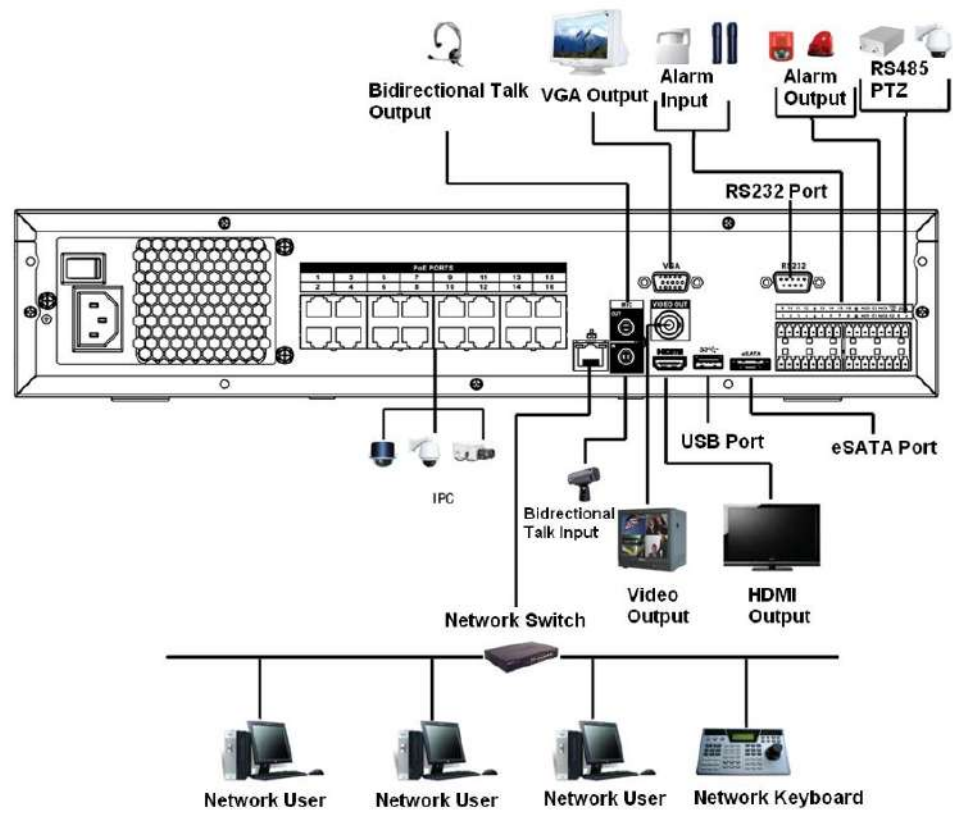 Bidirectional Talk
Output
VGA Output
Alarm
Input
Alarm
Output
RS485
PTZ
RS232 Port
PoE PORTS
1 3 5 7 9 11 13 15
2 4 6 8 10 12 14 16
VGA
RS232
OUT
VIDEO OUT
HDMI
eSATA
USB Port
eSATA Port
IPC
Bidrectional
Talk Input
Video
Output
HDMI
Output
Network Switch
Network User
Network User
Network User
Network Keyboard